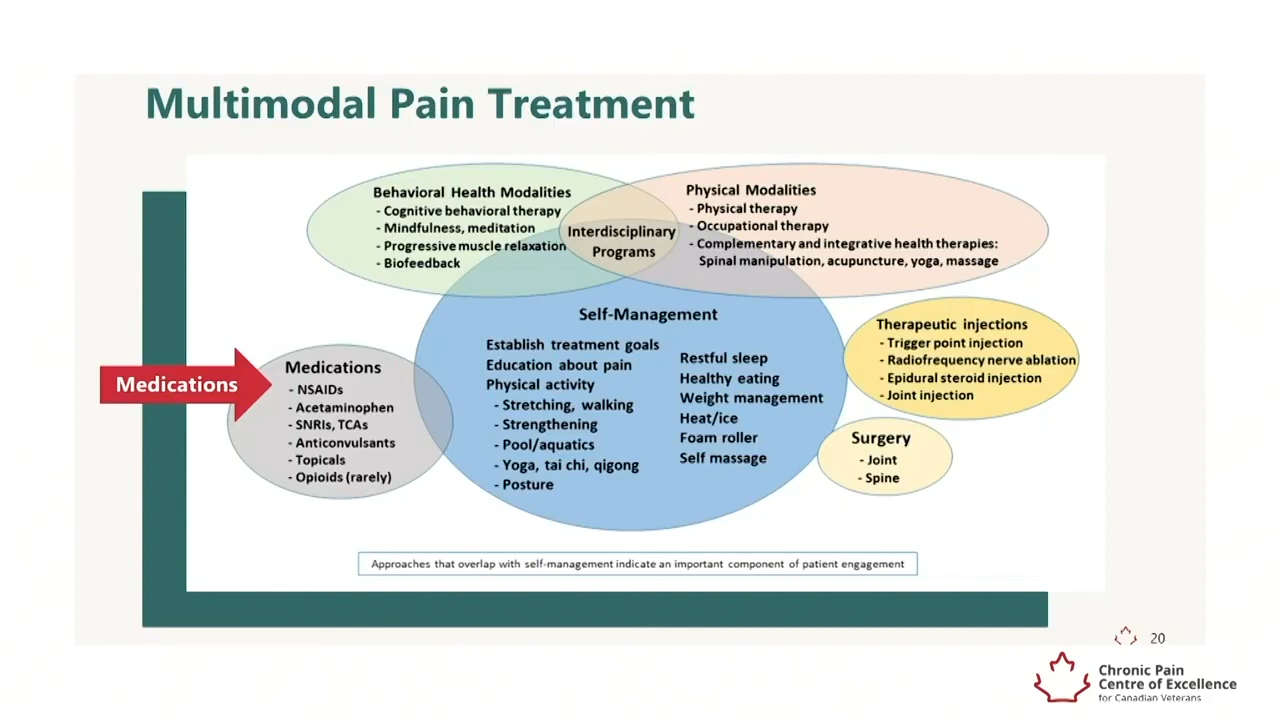 Multimodal Pain Treatment
Behavioral Health Modalities
- Cognitive behavioral therapy
- Mindfulness, meditation
- Progressive muscle relaxation
- Biofeedback
Interdisciplinary
Programs
Physical Modalities
- Physical therapy
- Occupational therapy
- Complementary and integrative health therapies:
Spinal manipulation, acupuncture, yoga, massage
Self-Management
Establish treatment goals
Education about pain
Physical activity
- Stretching, walking
- Strengthening
- Pool/aquatics
- Yoga, tai chi, qigong
- Posture
Restful sleep
Healthy eating
Weight management
Heat/ice
Foam roller
Self massage
Therapeutic injections
- Trigger point injection
- Radiofrequency nerve ablation
- Epidural steroid injection
- Joint injection
Medications
Medications
- NSAIDs
- Acetaminophen
- SNRIs, TCAs
- Anticonvulsants
- Topicals
- Opioids (rarely)
Surgery
- Joint
- Spine
Approaches that overlap with self-management indicate an important component of patient engagement
20
Chronic Pain
Centre of Excellence
for Canadian Veterans